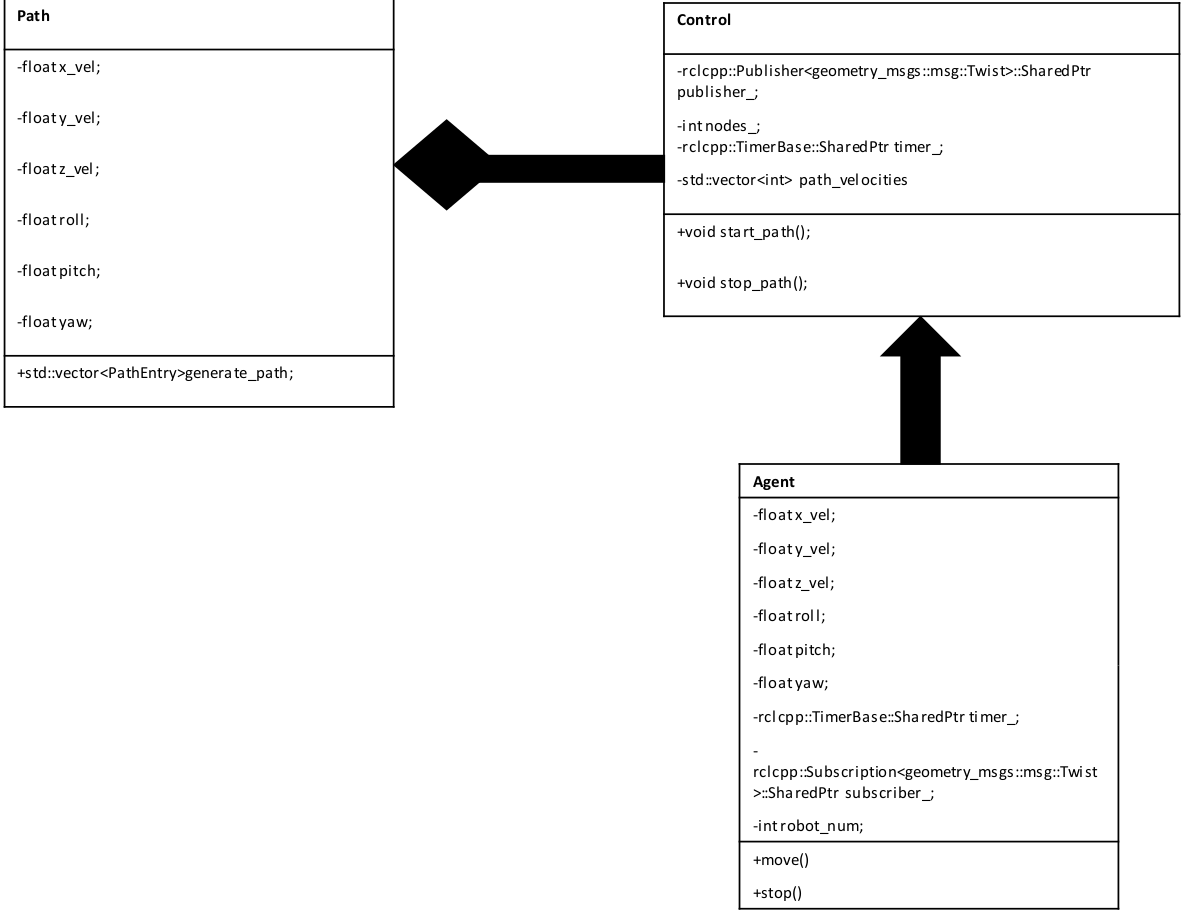 Path
-float x_vel;
-float y_vel;
-float z_vel;
-float roll;
-float pitch;
-float yaw;
+std::vector<PathEntry>generate_path;
Control
-rclcpp::Publisher<geometry_msgs::msg::Twist>::SharedPtr
publisher_;
-int nodes_;
-rclcpp::TimerBase::SharedPtr timer_;
-std::vector<int> path_velocities
+void start_path();
+void stop_path();
Agent
-float x_vel;
-float y_vel;
-float z_vel;
-float roll;
-float pitch;
-float yaw;
-rclcpp::TimerBase::SharedPtr timer_;
-
rclcpp::Subscription<geometry_msgs::msg::Twist
>::SharedPtr subscriber_;
-int robot_num;
+move()
+stop()